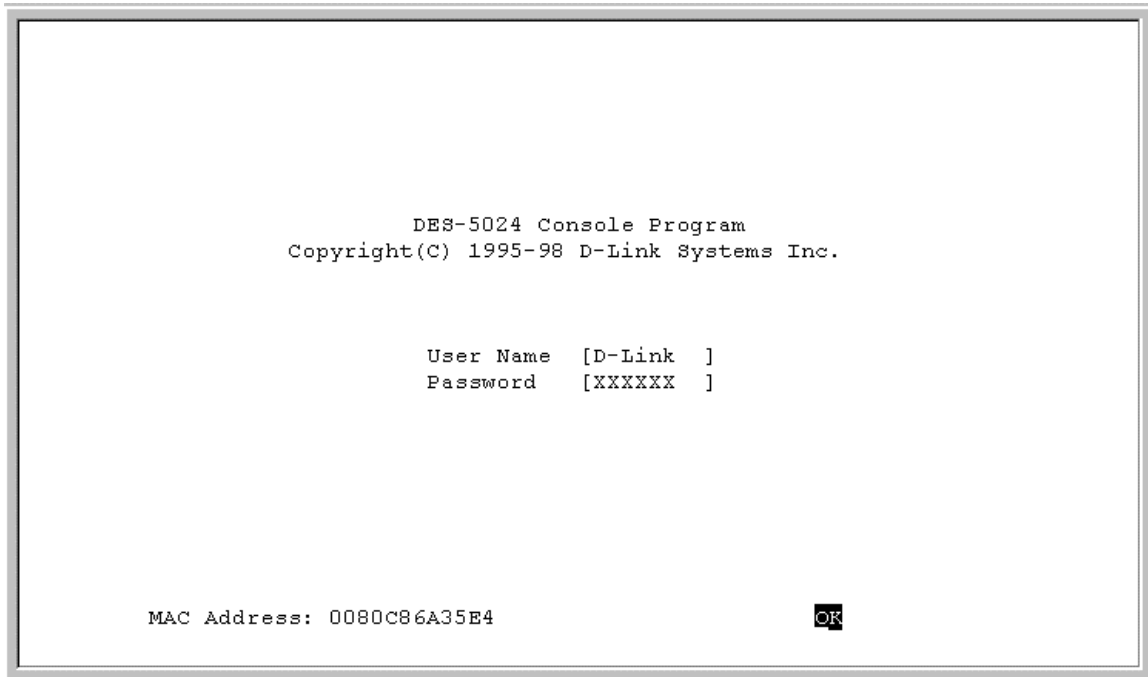 DES-5024 Console Program
Copyright(C) 1995-98 D-Link Systems Inc.
User Name [D-Link ]
Password [XXXXXX ]
MAC Address: 0080C86A35E4 OK